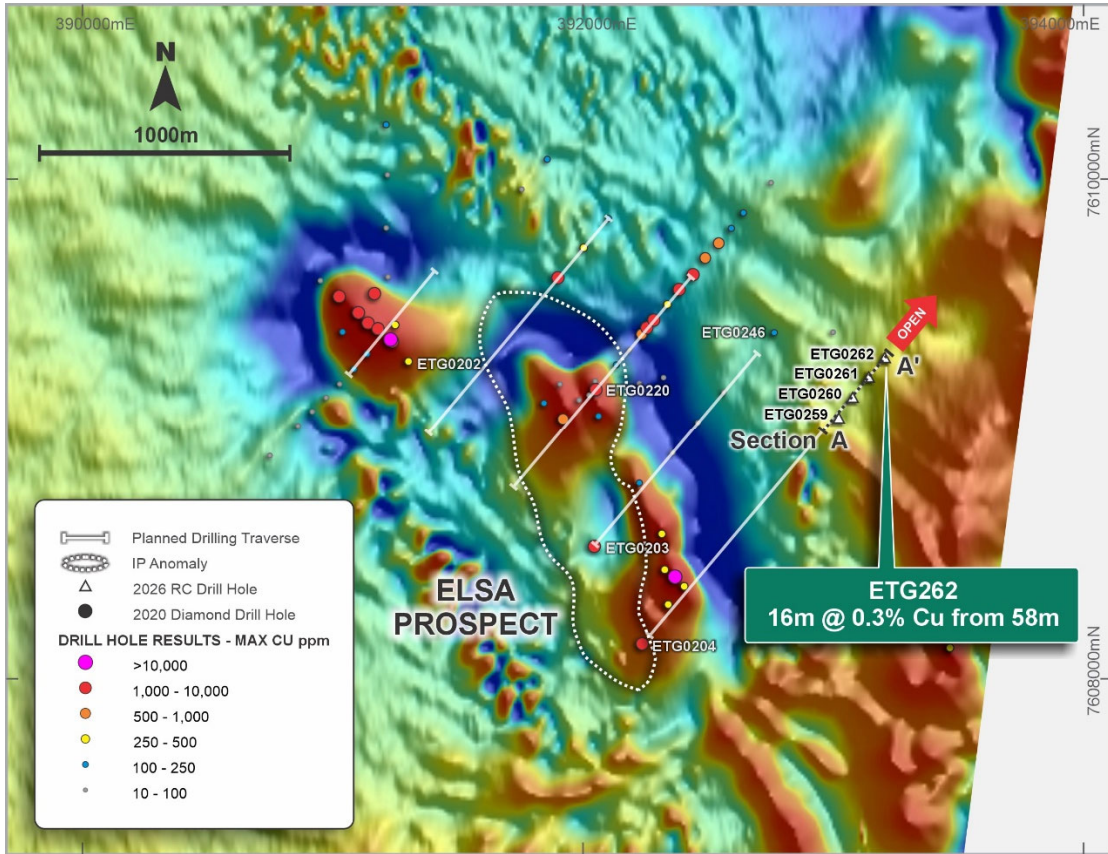 390000mE
392000mE
394000mE
N
1000m
7610000mN
OPEN
ETG0246
ETG0262
A'
ETG0261
ETG0202
ETG0260
ETG0220
ETG0259
Section A
ETG0203
ELSA
PROSPECT
ETG262
16m @ 0.3% Cu from 58m
ETG0204
7608000mN
Planned Drilling Traverse
IP Anomaly
2026 RC Drill Hole
2020 Diamond Drill Hole
DRILL HOLE RESULTS - MAX CU ppm
>10,000
1,000 - 10,000
500 - 1,000
250 - 500
100 - 250
10 - 100